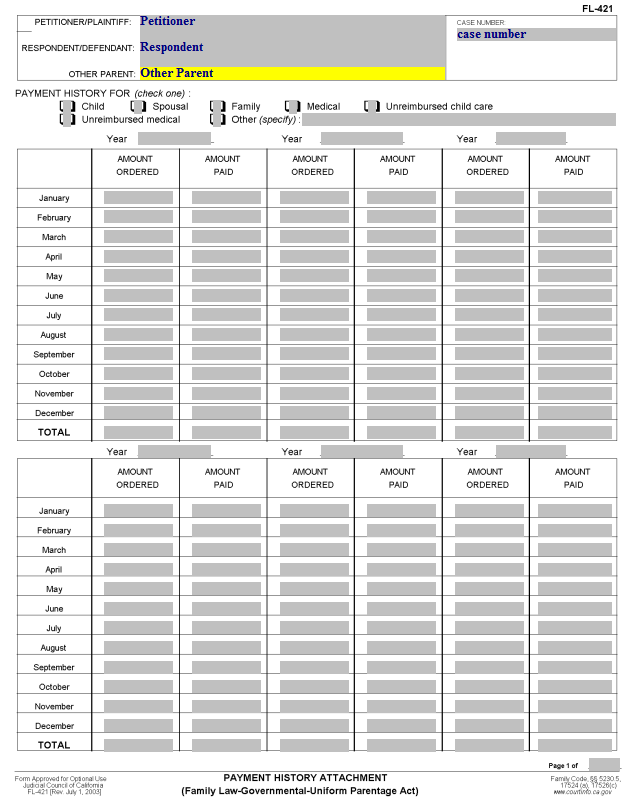 FL-421
PETITIONER/PLAINTIFF: Petitioner
CASE NUMBER:
case number
RESPONDENT/DEFENDANT: Respondent
OTHER PARENT: Other Parent
PAYMENT HISTORY FOR (check one) :
Child Spousal Family Medical Unreimbursed child care
Unreimbursed medical Other (specify) :
Year Year Year
AMOUNT AMOUNT AMOUNT AMOUNT AMOUNT AMOUNT
ORDERED PAID ORDERED PAID ORDERED PAID
January
February
March
April
May
June
July
August
September
October
November
December
TOTAL
Year Year Year
AMOUNT AMOUNT AMOUNT AMOUNT AMOUNT AMOUNT
ORDERED PAID ORDERED PAID ORDERED PAID
January
February
March
April
May
June
July
August
September
October
November
December
TOTAL
Page 1 of
Form Approved for Optional Use
Judicial Council of California
FL-421 [Rev. July 1, 2003]
PAYMENT HISTORY ATTACHMENT
(Family Law-Governmental-Uniform Parentage Act)
Family Code, §§ 5230.5,
17524 (a), 17526(c)
www.courtinfo.ca.gov